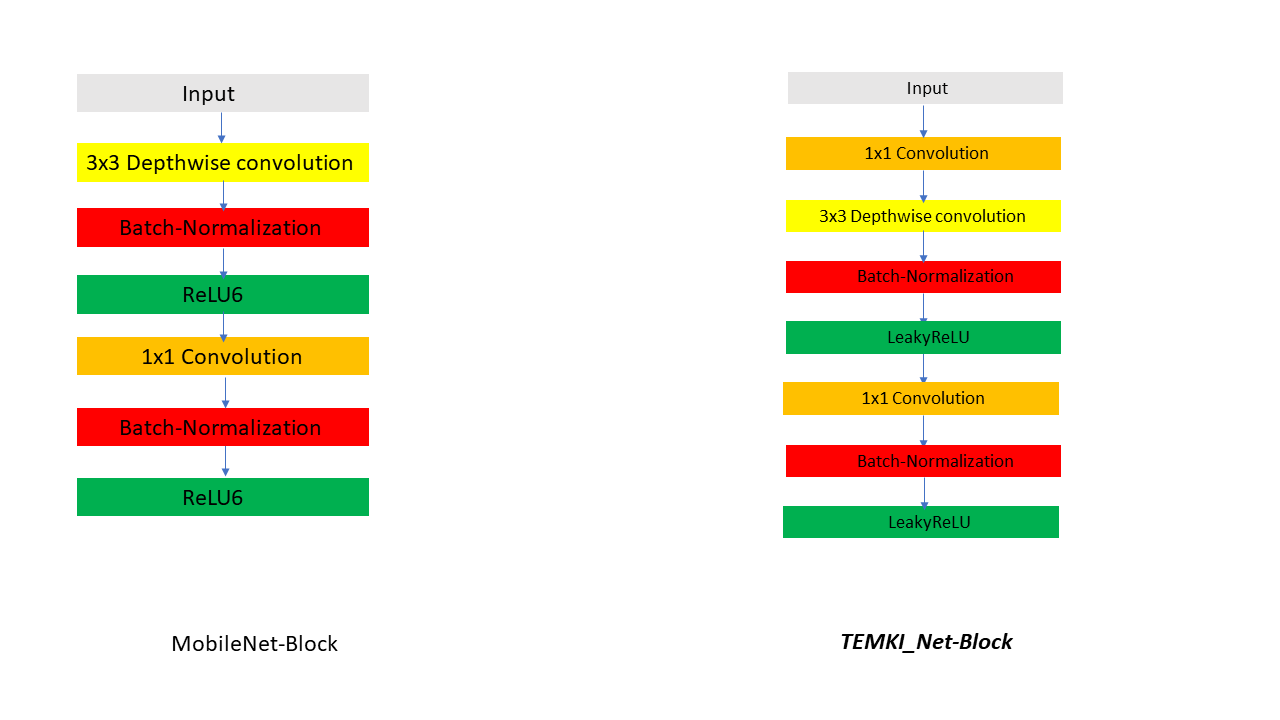 Input
3x3 Depthwise convolution
Batch-Normalization
ReLU6
1x1 Convolution
Batch-Normalization
ReLU6
MobileNet-Block
Input
1x1 Convolution
3x3 Depthwise convolution
Batch-Normalization
LeakyReLU
1x1 Convolution
Batch-Normalization
LeakyReLU
TEMKI_Net-Block